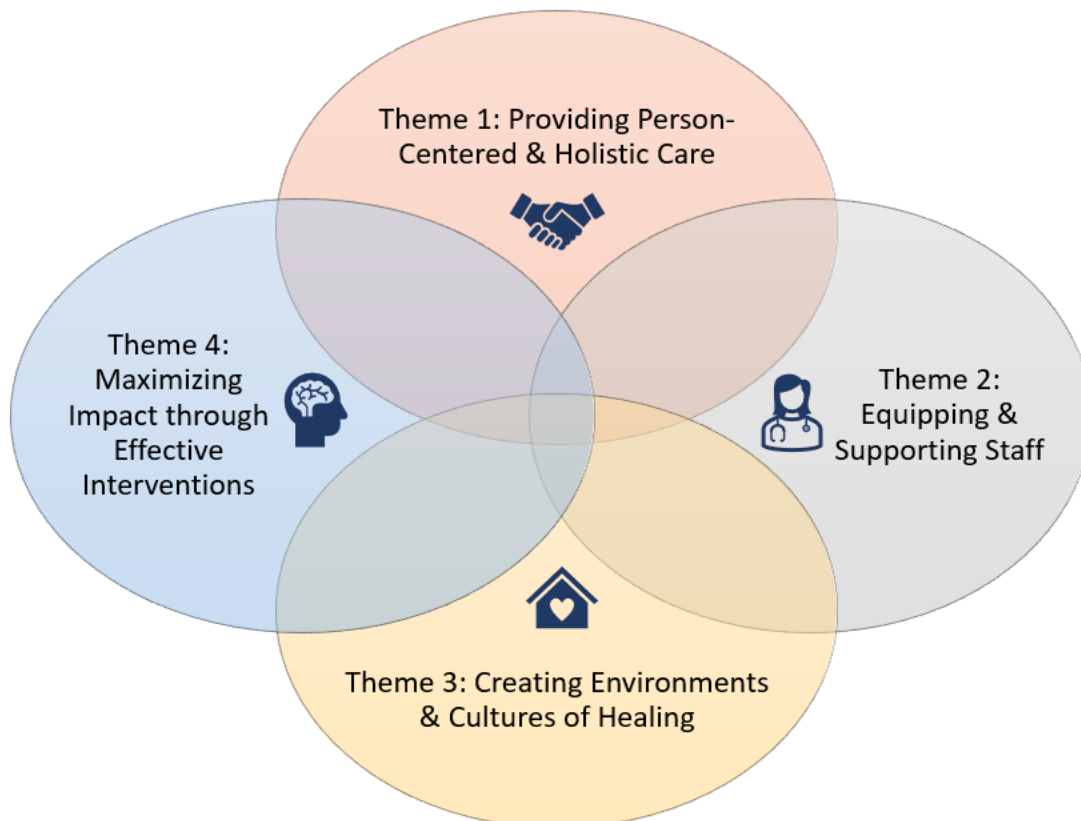 Theme 1: Providing Person-
Centered & Holistic Care
Theme 4:
Maximizing
Impact through
Effective
Interventions
Theme 2:
Equipping &
Supporting Staff
Theme 3: Creating Environments
& Cultures of Healing